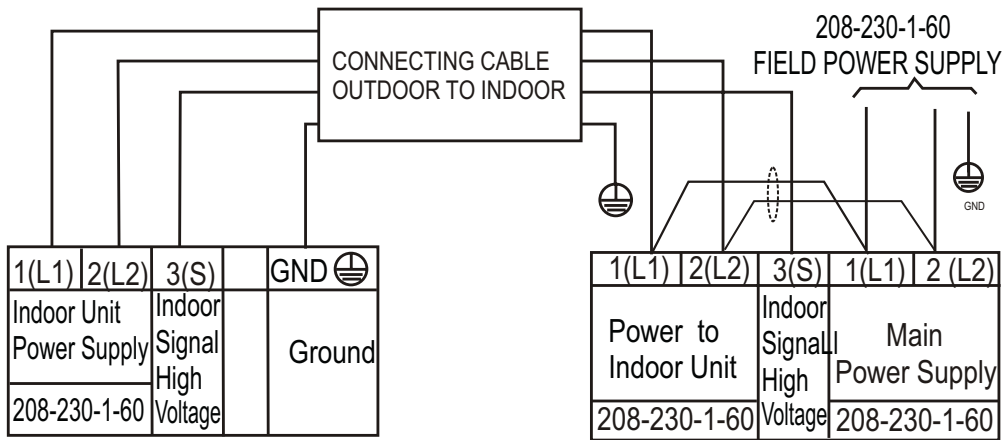 208-230-1-60
FIELD POWER SUPPLY
CONNECTING CABLE
OUTDOOR TO INDOOR
GND
1(L1) 2(L2) 3(S) GND
Indoor Unit
Power Supply
208-230-1-60
Indoor
Signal
High
Voltage
Ground
1(L1) 2(L2) 3(S) 1(L1) 2 (L2)
Power to
Indoor Unit
208-230-1-60
Indoor
SignaLl
High
Voltage
Main
Power Supply
208-230-1-60